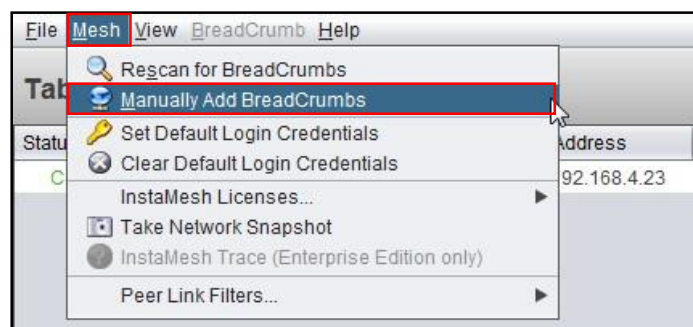 File Mesh View BreadCrumb Help
Rescan for BreadCrumbs
Tab
Manually Add BreadCrumbs
Set Default Login Credentials
Statu
Address
Clear Default Login Credentials
C
92.168.4.23
InstaMesh Licenses...
Take Network Snapshot
InstaMesh Trace (Enterprise Edition only)
Peer Link Filters...